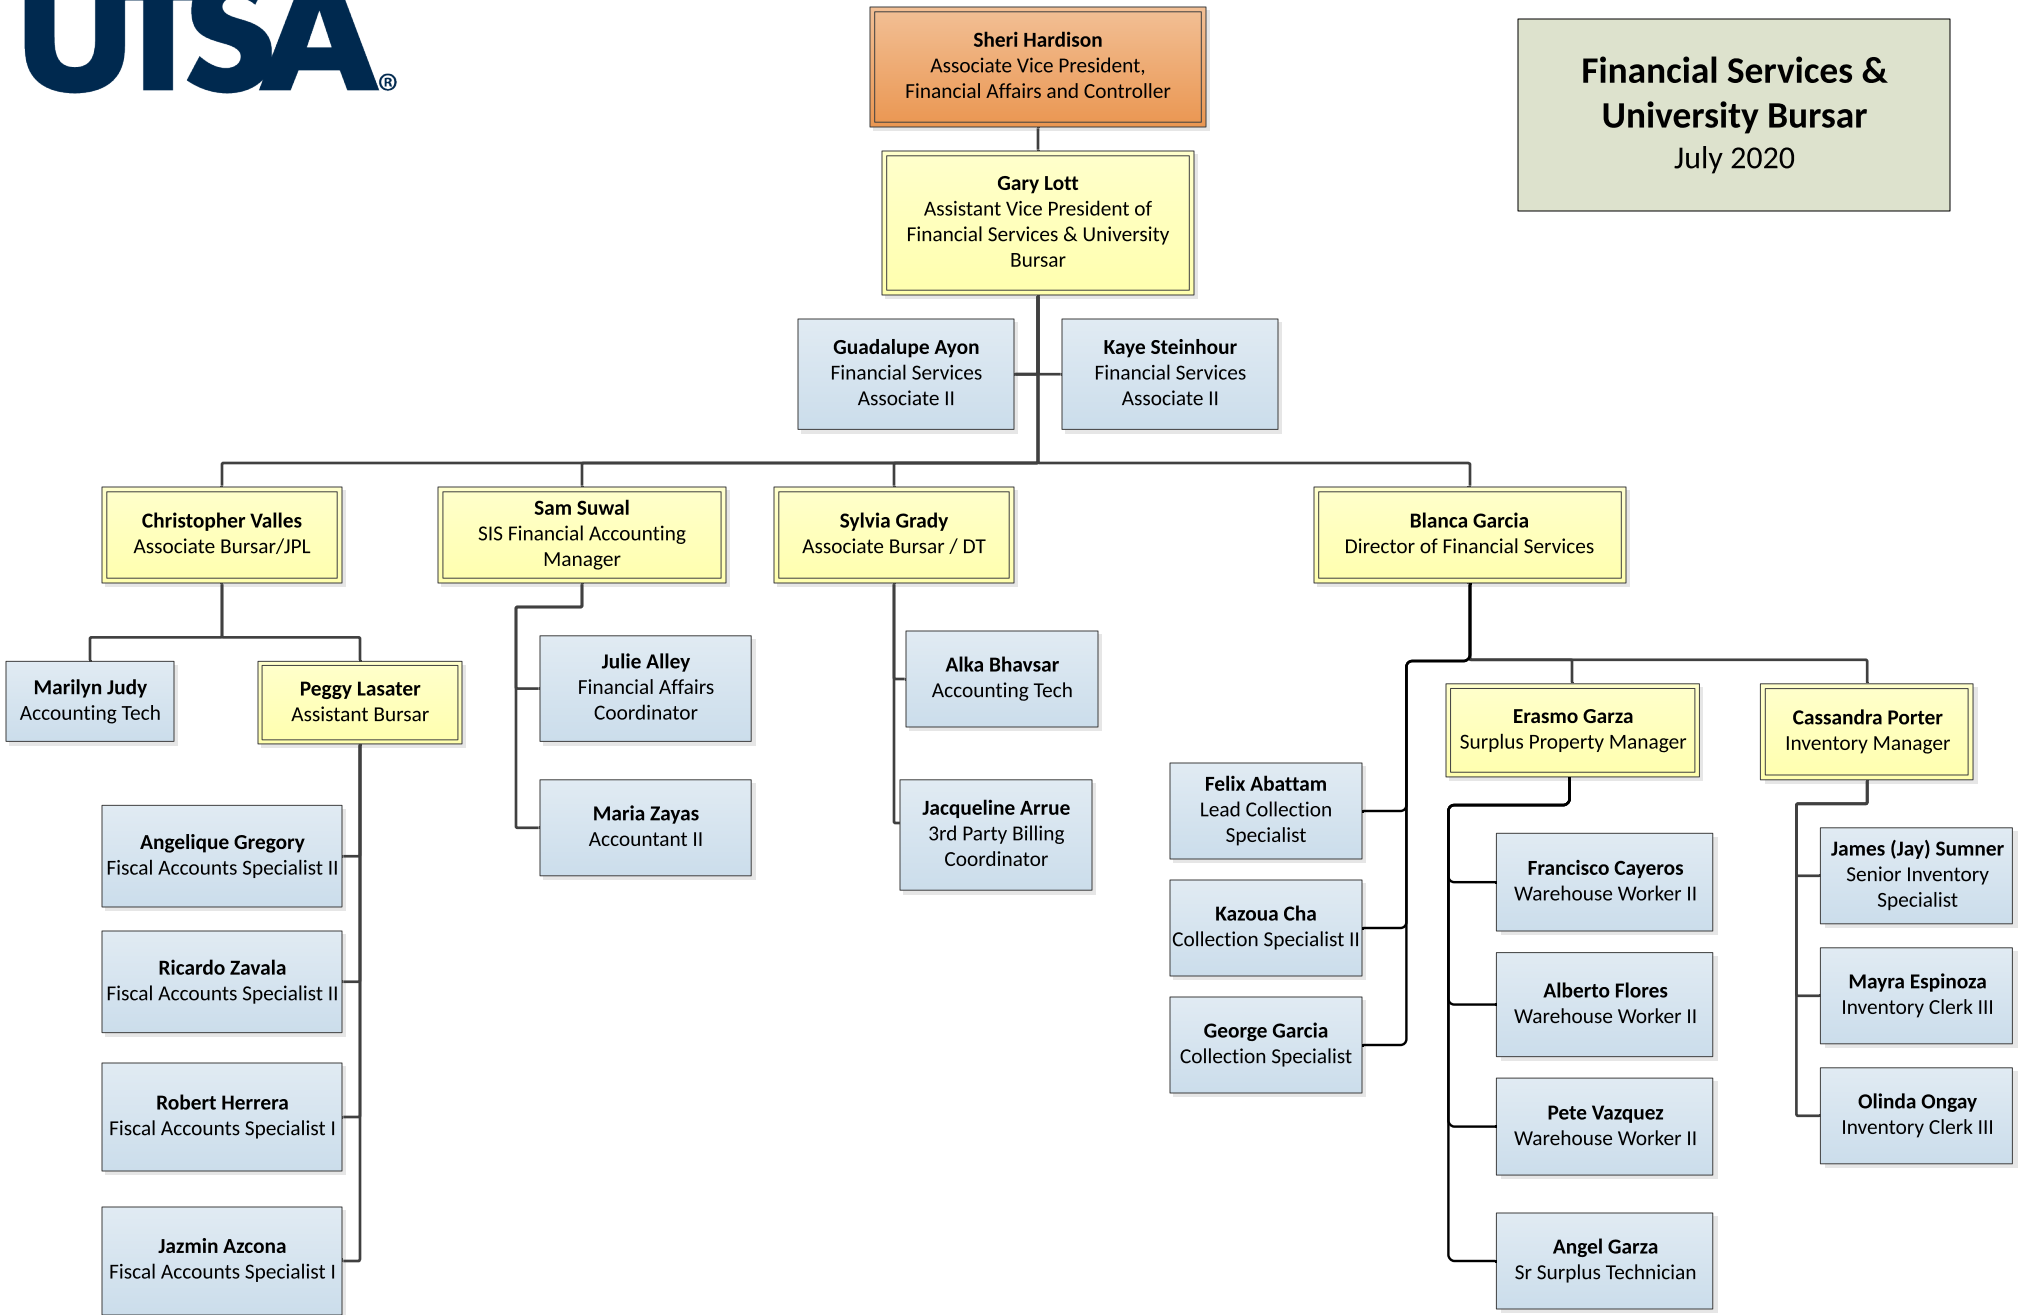 UTSA®
Sheri Hardison
Associate Vice President,
Financial Affairs and Controller
Financial Services &
University Bursar
July 2020
Gary Lott
Assistant Vice President of
Financial Services & University
Bursar
Guadalupe Ayon
Financial Services
Associate II
Kaye Steinhour
Financial Services
Associate II
Christopher Valles
Associate Bursar/JPL
Sam Suwal
SIS Financial Accounting
Manager
Sylvia Grady
Associate Bursar / DT
Blanca Garcia
Director of Financial Services
Marilyn Judy
Accounting Tech
Peggy Lasater
Assistant Bursar
Angelique Gregory
Fiscal Accounts Specialist II
Ricardo Zavala
Fiscal Accounts Specialist II
Robert Herrera
Fiscal Accounts Specialist I
Jazmin Azcona
Fiscal Accounts Specialist I
Julie Alley
Financial Affairs
Coordinator
Maria Zayas
Accountant II
Alka Bhavsar
Accounting Tech
Jacqueline Arrue
3rd Party Billing
Coordinator
Felix Abattam
Lead Collection
Specialist
Kazoua Cha
Collection Specialist II
George Garcia
Collection Specialist
Erasmo Garza
Surplus Property Manager
Francisco Cayeros
Warehouse Worker II
Alberto Flores
Warehouse Worker II
Pete Vazquez
Warehouse Worker II
Angel Garza
Sr Surplus Technician
Cassandra Porter
Inventory Manager
James (Jay) Sumner
Senior Inventory
Specialist
Mayra Espinoza
Inventory Clerk III
Olinda Ongay
Inventory Clerk III